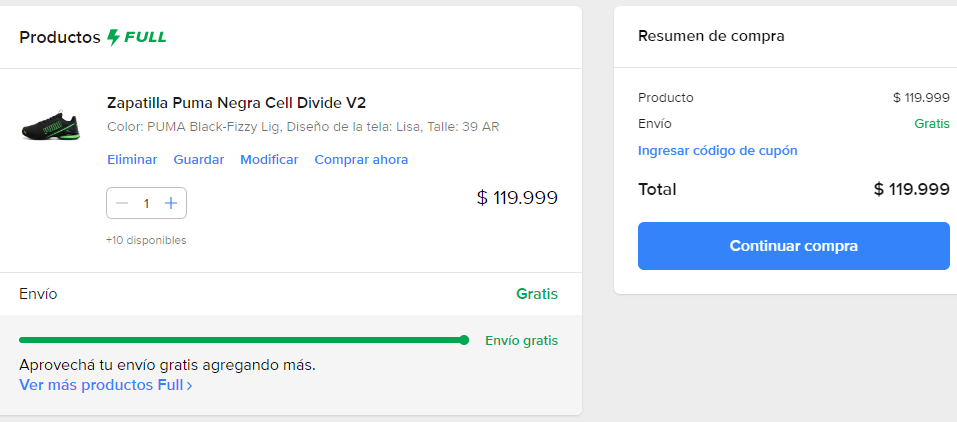 Productos FULL
Zapatilla Puma Negra Cell Divide V2
Color: PUMA Black-Fizzy Lig, Diseño de la tela: Lisa, Talle: 39 AR
Eliminar Guardar Modificar Comprar ahora
− 1 +
$ 119.999
+10 disponibles
Envío Gratis
Envío gratis
Aprovechá tu envío gratis agregando más.
Ver más productos Full ›
Resumen de compra
Producto $ 119.999
Envío Gratis
Ingresar código de cupón
Total $ 119.999
Continuar compra